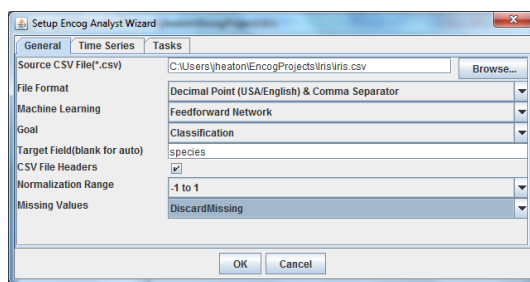 Setup Encog Analyst Wizard
General Time Series Tasks
Source CSV File(*.csv) C:\Users\jheaton\EncogProjects\Iris\iris.csv Browse...
File Format Decimal Point (USA/English) & Comma Separator
Machine Learning Feedforward Network
Goal Classification
Target Field(blank for auto) species
CSV File Headers
Normalization Range -1 to 1
Missing Values DiscardMissing
OK Cancel